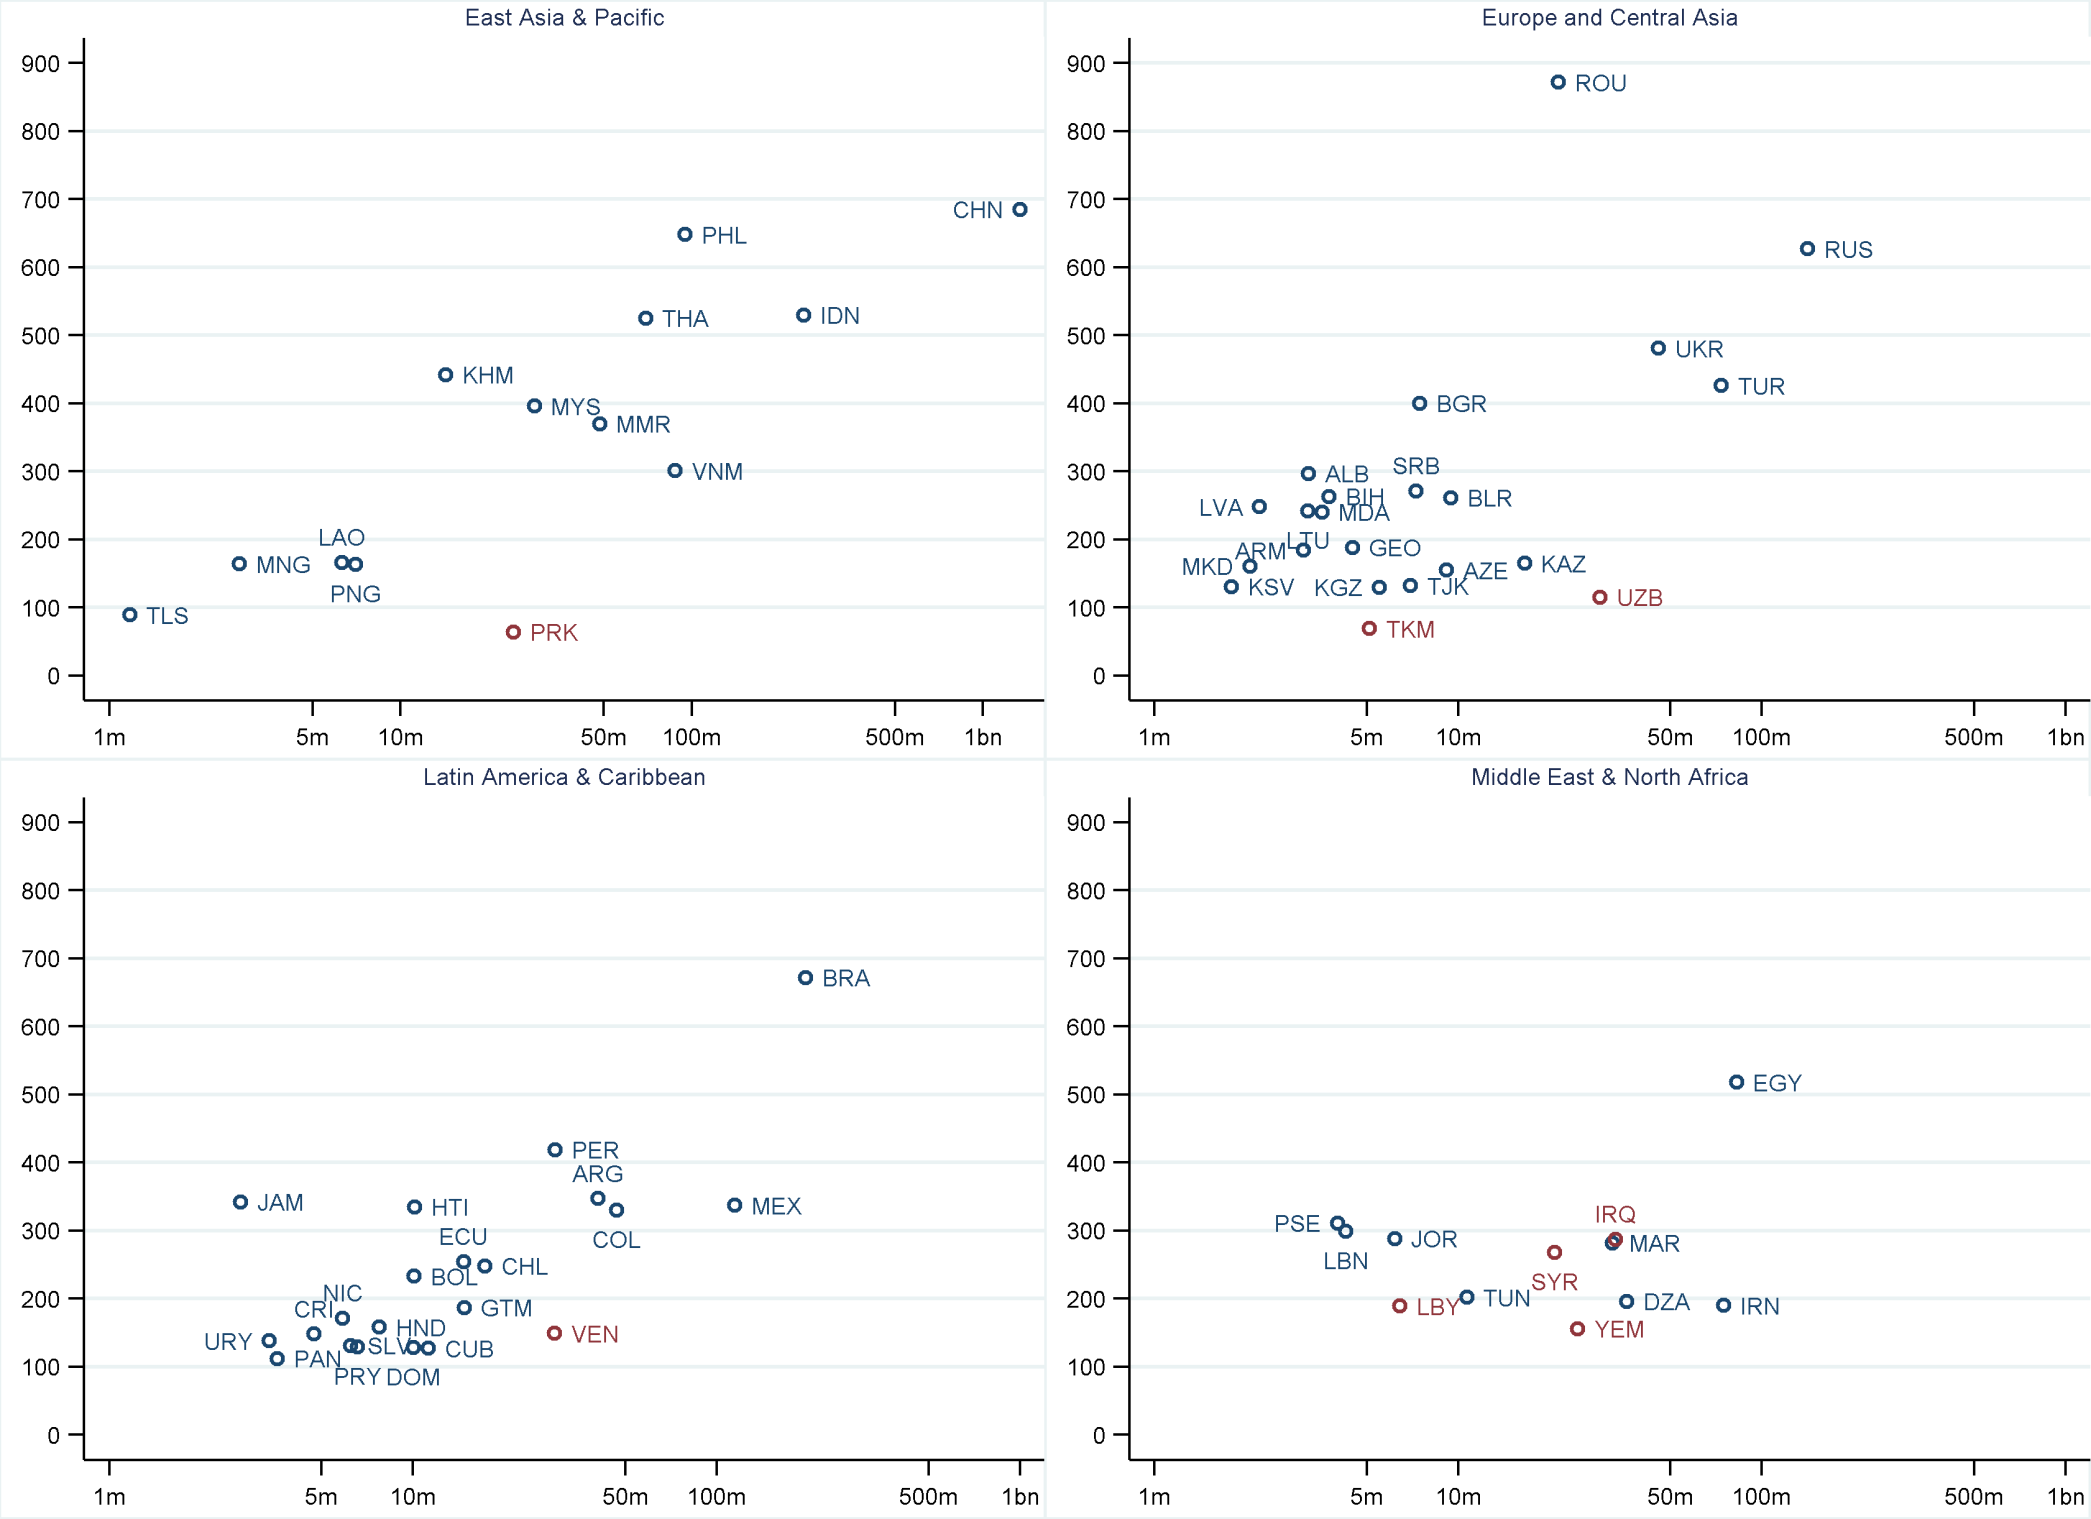 East Asia & Pacific
900
800
700
600
500
400
300
200
100
0
CHN
PHL
THA
IDN
KHM
MYS
MMR
VNM
LAO
MNG
PNG
TLS
PRK
1m 5m 10m 50m 100m 500m 1bn
Europe and Central Asia
900
800
700
600
500
400
300
200
100
0
ROU
RUS
UKR
TUR
BGR
SRB
ALB
BIH
BLR
LVA
MDA
LTU
ARM
GEO
MKD
AZE
KAZ
KSV
KGZ
TJK
UZB
TKM
1m 5m 10m 50m 100m 500m 1bn
Latin America & Caribbean
900
800
700
600
500
400
300
200
100
0
BRA
PER
ARG
JAM
HTI
MEX
ECU
COL
CHL
BOL
NIC
CRI
GTM
HND
VEN
URY
SLV
CUB
PAN
PRY
DOM
1m 5m 10m 50m 100m 500m 1bn
Middle East & North Africa
900
800
700
600
500
400
300
200
100
0
EGY
IRQ
PSE
JOR
MAR
LBN
SYR
TUN
DZA
LBY
IRN
YEM
1m 5m 10m 50m 100m 500m 1bn